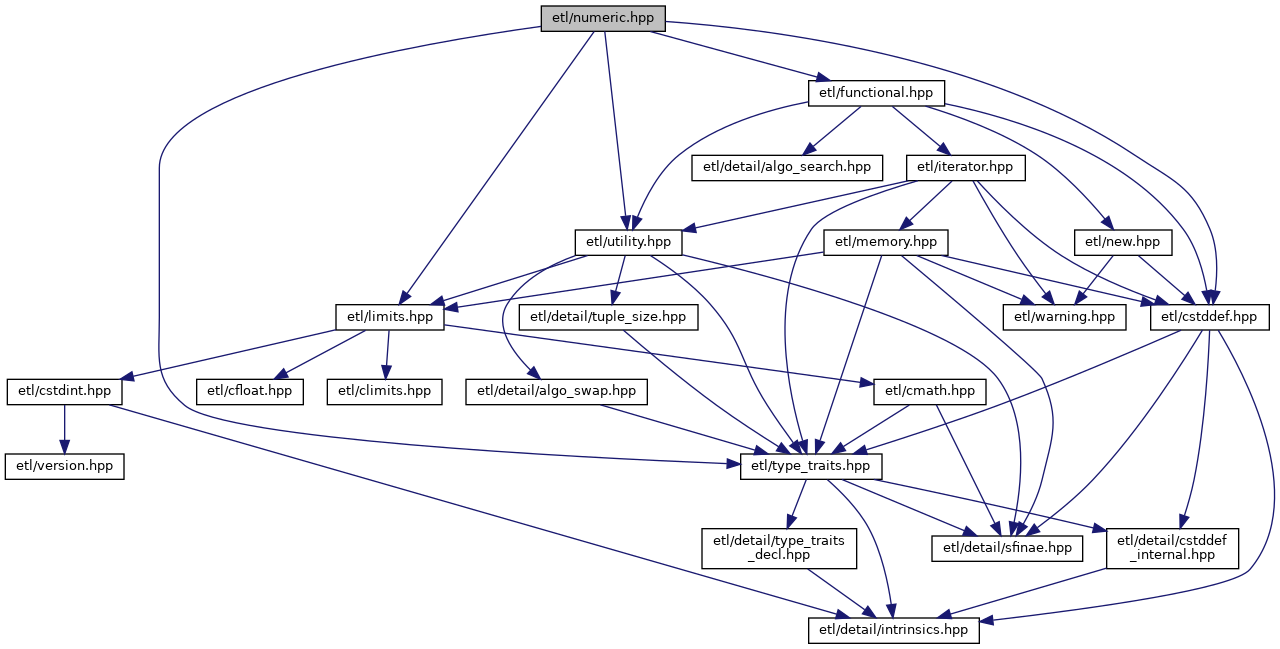 etl/numeric.hpp
etl/functional.hpp
etl/detail/algo_search.hpp
etl/iterator.hpp
etl/utility.hpp
etl/memory.hpp
etl/new.hpp
etl/limits.hpp
etl/detail/tuple_size.hpp
etl/warning.hpp
etl/cstddef.hpp
etl/cstdint.hpp
etl/cfloat.hpp
etl/climits.hpp
etl/detail/algo_swap.hpp
etl/cmath.hpp
etl/version.hpp
etl/type_traits.hpp
etl/detail/type_traits
_decl.hpp
etl/detail/sfinae.hpp
etl/detail/cstddef
_internal.hpp
etl/detail/intrinsics.hpp